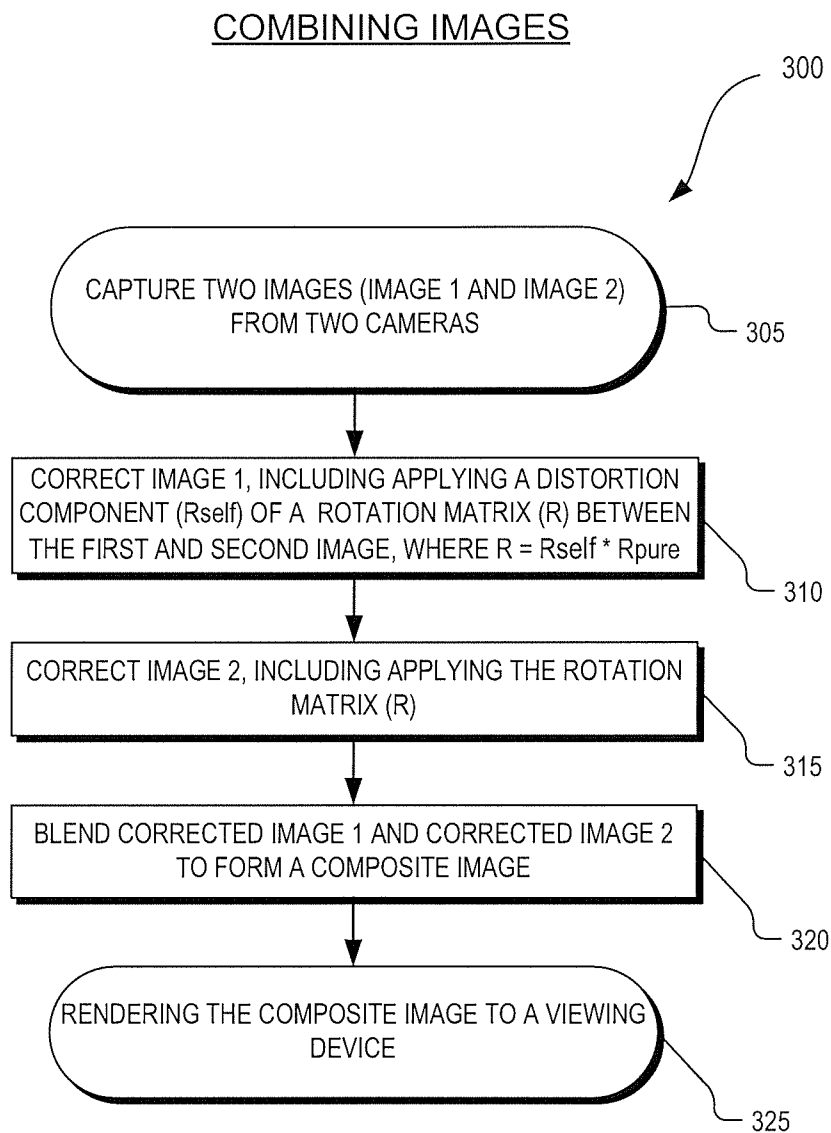 COMBINING IMAGES
300
CAPTURE TWO IMAGES (IMAGE 1 AND IMAGE 2)
FROM TWO CAMERAS
305
CORRECT IMAGE 1, INCLUDING APPLYING A DISTORTION
COMPONENT (Rself) OF A ROTATION MATRIX (R) BETWEEN
THE FIRST AND SECOND IMAGE, WHERE R = Rself * Rpure
310
CORRECT IMAGE 2, INCLUDING APPLYING THE ROTATION
MATRIX (R)
315
BLEND CORRECTED IMAGE 1 AND CORRECTED IMAGE 2
TO FORM A COMPOSITE IMAGE
320
RENDERING THE COMPOSITE IMAGE TO A VIEWING
DEVICE
325